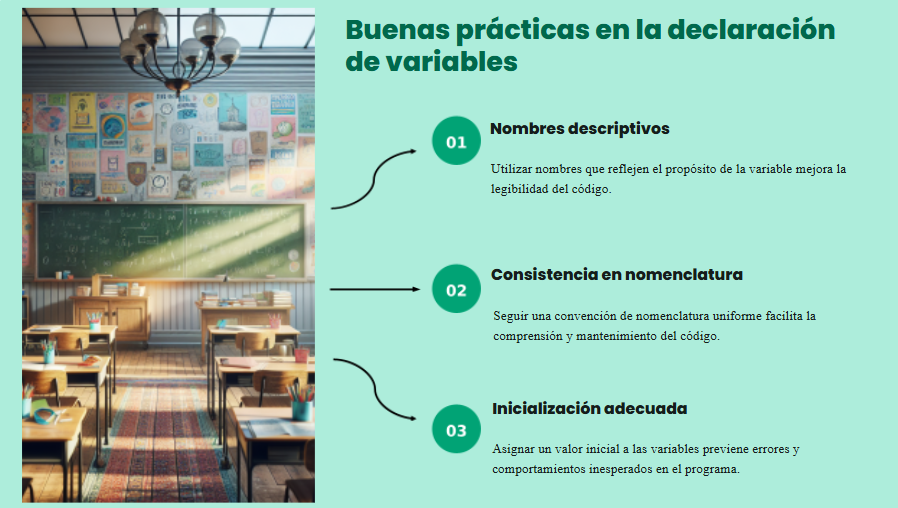 Buenas prácticas en la declaración
de variables
01
Nombres descriptivos
Utilizar nombres que reflejen el propósito de la variable mejora la
legibilidad del código.
02
Consistencia en nomenclatura
Seguir una convención de nomenclatura uniforme facilita la
comprensión y mantenimiento del código.
03
Inicialización adecuada
Asignar un valor inicial a las variables previene errores y
comportamientos inesperados en el programa.